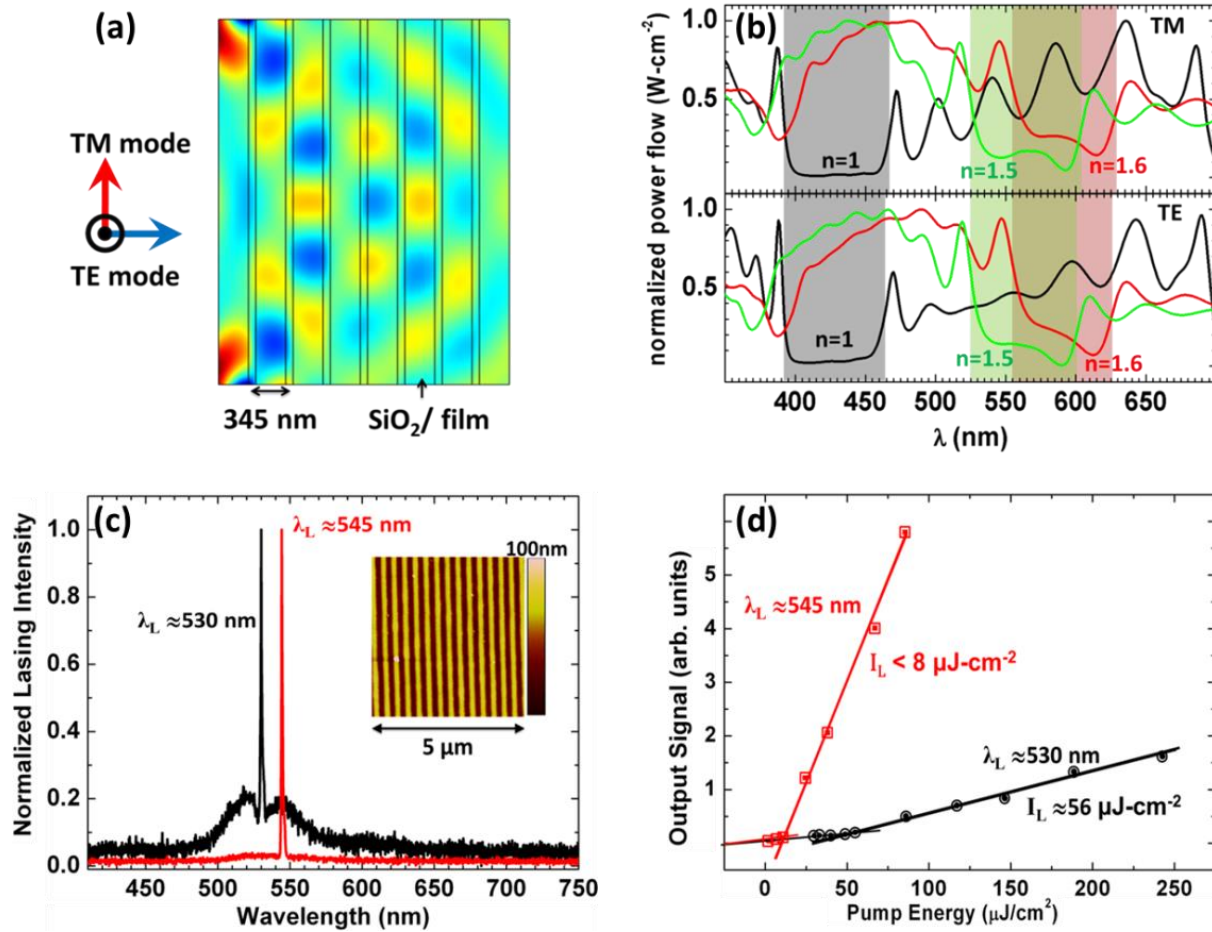 (a)
TM mode
TE mode
345 nm
SiO₂/ film
(b)
TM
1.0
0.5
n=1
n=1.5
n=1.6
TE
1.0
0.5
n=1
n=1.5
n=1.6
normalized power flow (W-cm⁻²)
400 450 500 550 600 650
λ (nm)
(c)
λL ≈545 nm
λL ≈530 nm
100nm
5 µm
1.0
0.8
0.6
0.4
0.2
0.0
Normalized Lasing Intensity
450 500 550 600 650 700 750
Wavelength (nm)
(d)
λL ≈545 nm
IL < 8 µJ-cm⁻²
λL ≈530 nm
IL ≈56 µJ-cm⁻²
5
4
3
2
1
Output Signal (arb. units)
0 50 100 150 200 250
Pump Energy (µJ/cm²)